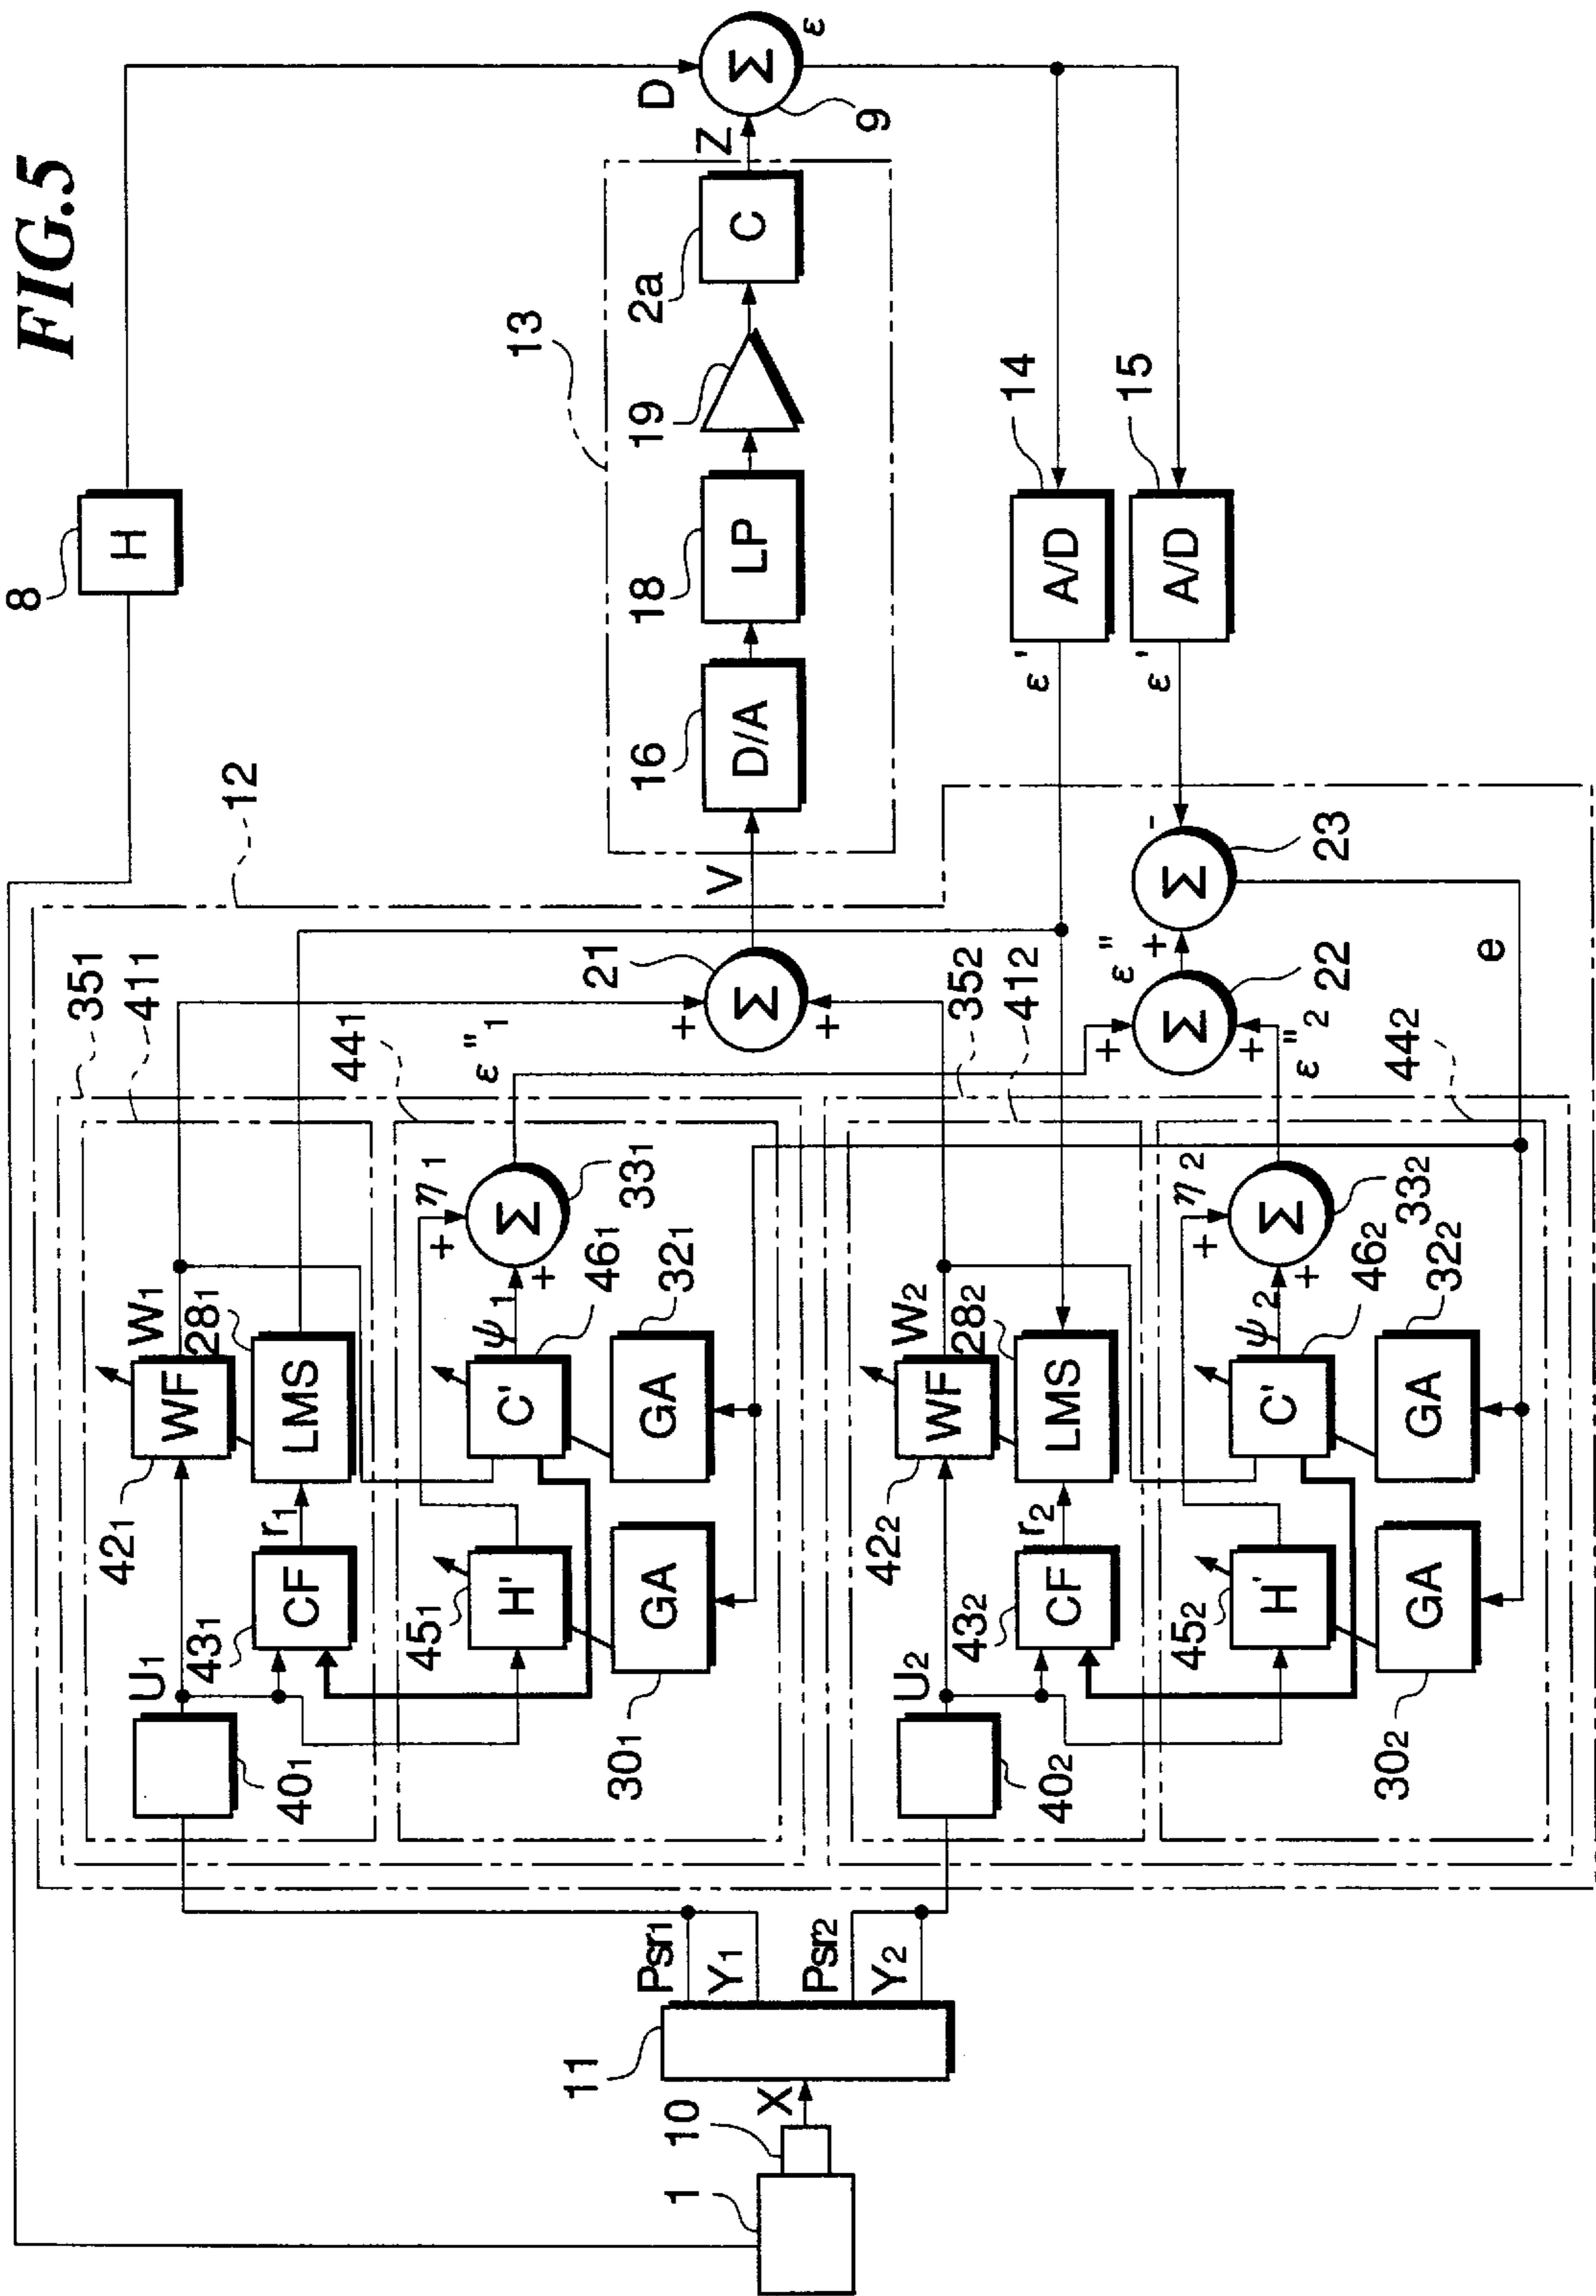 FIG.5
8
H
D
Σ
ε
9
Z
13
2a
C
19
18
LP
16
D/A
V
12
21
Σ
+
+
14
A/D
ε'
15
A/D
ε'
-
Σ
23
+
ε"
Σ
22
+
+
e
35₁
41₁
44₁
ε"₁
W₁
28₁
WF
42₁
LMS
r₁
CF
43₁
U₁
40₁
η₁
+
Σ
33₁
+
ψ₁
46₁
C'
32₁
GA
45₁
H'
GA
30₁
35₂
41₂
44₂
ε"₂
W₂
28₂
WF
42₂
LMS
r₂
CF
43₂
U₂
40₂
η₂
+
Σ
33₂
+
ψ₂
46₂
C'
32₂
GA
45₂
H'
GA
30₂
Psr₁
Y₁
Psr₂
Y₂
11
X
10
1